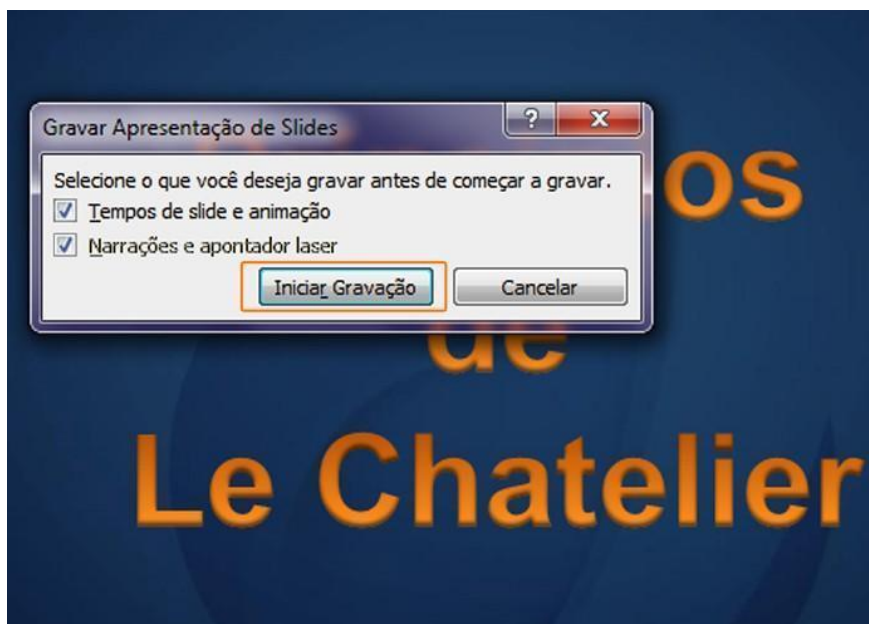 Gravar Apresentação de Slides
Selecione o que você deseja gravar antes de começar a gravar.
Tempos de slide e animação
Narrações e apontador laser
Iniciar Gravação Cancelar
os
de
Le Chatelier